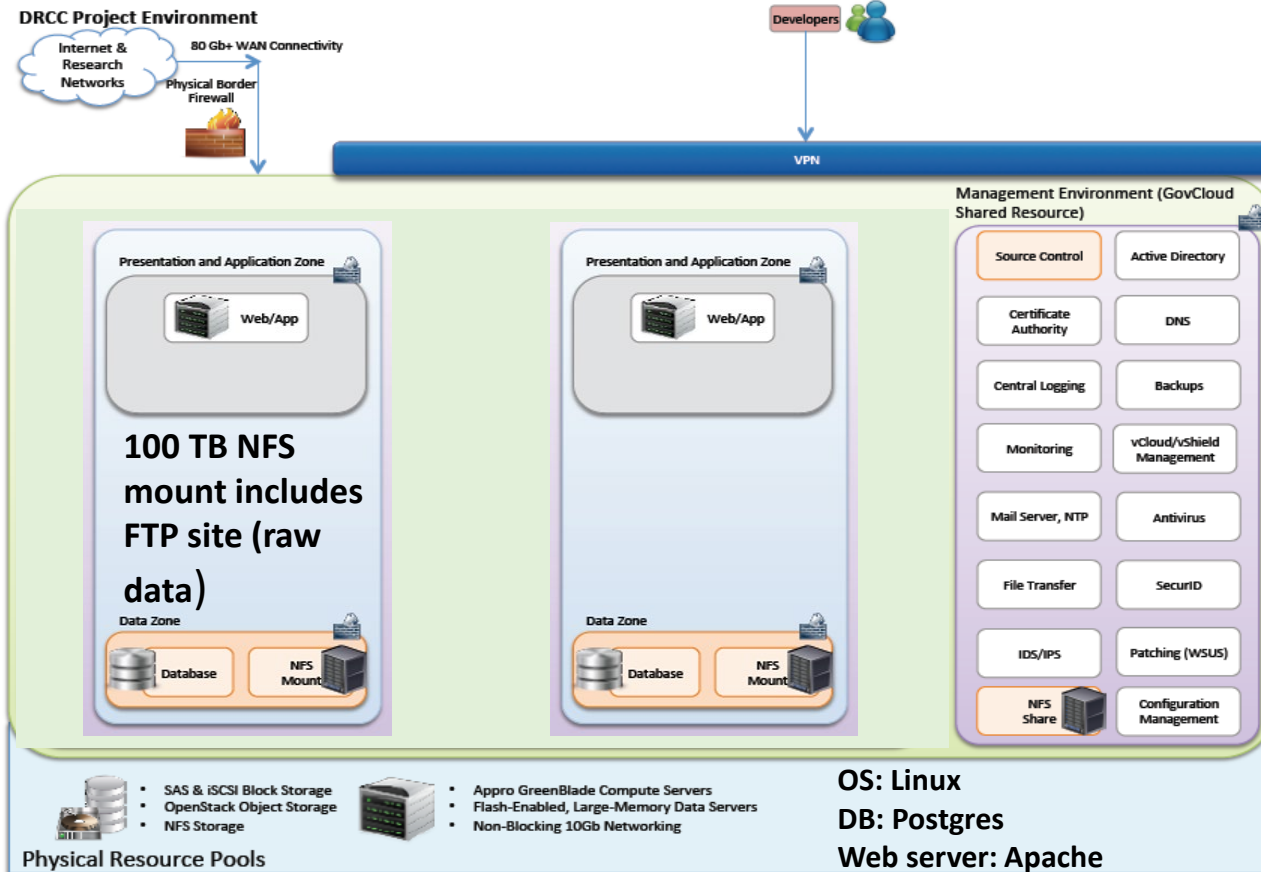 DRCC Project Environment
Internet &
Research
Networks
80 Gb+ WAN Connectivity
Physical Border
Firewall
Developers
VPN
Management Environment (GovCloud
Shared Resource)
Presentation and Application Zone
Web/App
100 TB NFS
mount includes
FTP site (raw
data)
Data Zone
Database
NFS
Mount
Presentation and Application Zone
Web/App
Data Zone
Database
NFS
Mount
Source Control
Active Directory
Certificate
Authority
DNS
Central Logging
Backups
Monitoring
vCloud/vShield
Management
Mail Server, NTP
Antivirus
File Transfer
SecurID
IDS/IPS
Patching (WSUS)
NFS
Share
Configuration
Management
• SAS & iSCSI Block Storage
• OpenStack Object Storage
• NFS Storage
• Appro GreenBlade Compute Servers
• Flash-Enabled, Large-Memory Data Servers
• Non-Blocking 10Gb Networking
OS: Linux
DB: Postgres
Web server: Apache
Physical Resource Pools